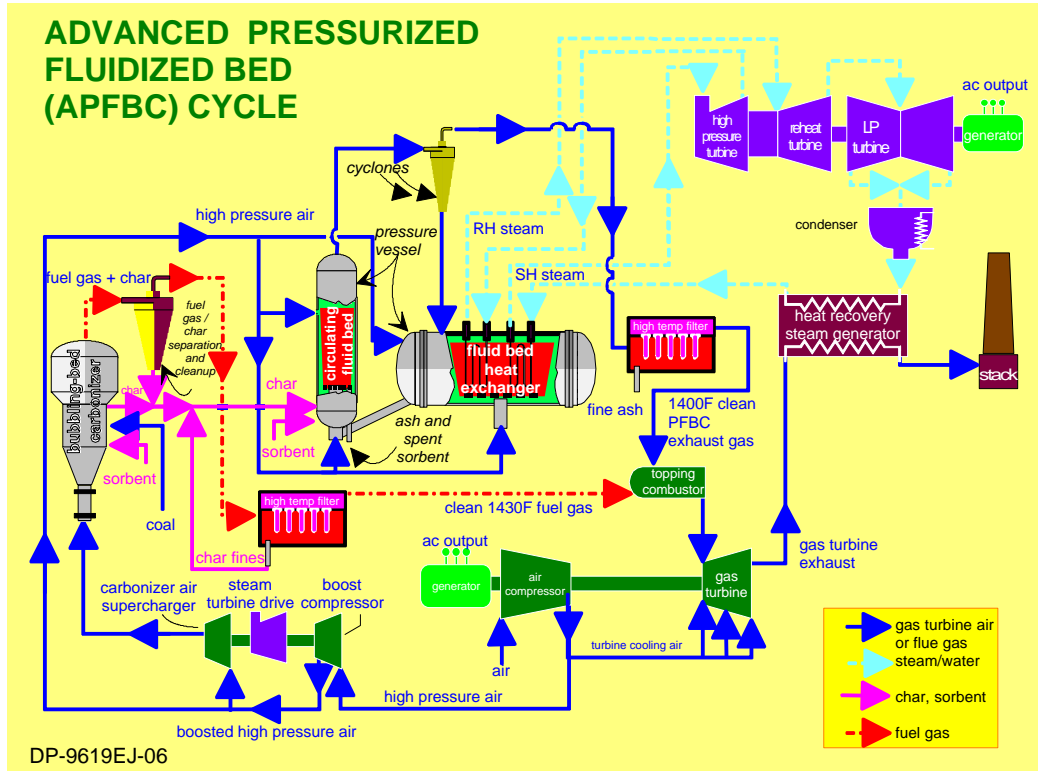 ADVANCED PRESSURIZED
FLUIDIZED BED
(APFBC) CYCLE
ac output
high
pressure
turbine
reheat
turbine
LP
turbine
generator
cyclones
high pressure air
pressure
vessel
RH steam
condenser
SH steam
fuel gas + char
fuel
gas /
char
separation
and
cleanup
circulating
fluid bed
fluid bed
heat
exchanger
high temp filter
heat recovery
steam generator
stack
bubbling-bed
carbonizer
char
char
sorbent
fine ash
1400F clean
PFBC
exhaust gas
ash and
spent
sorbent
sorbent
topping
combustor
high temp filter
clean 1430F fuel gas
coal
char fines
ac output
gas turbine
exhaust
generator
air
compressor
gas
turbine
carbonizer air
supercharger
steam
turbine drive
boost
compressor
turbine cooling air
air
high pressure air
boosted high pressure air
gas turbine air
or flue gas
steam/water
char, sorbent
fuel gas
DP-9619EJ-06